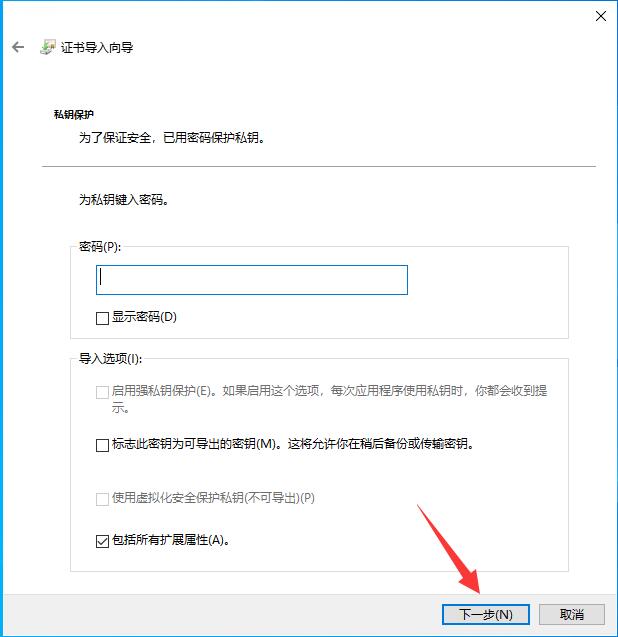 证书导入向导
私钥保护
为了保证安全，已用密码保护私钥。
为私钥键入密码。
密码(P):
显示密码(D)
导入选项(I):
启用强私钥保护(E)。如果启用这个选项，每次应用程序使用私钥时，你都会收到提
示。
标志此密钥为可导出的密钥(M)。这将允许你在稍后备份或传输密钥。
使用虚拟化安全保护私钥(不可导出)(P)
包括所有扩展属性(A)。
下一步(N)
取消